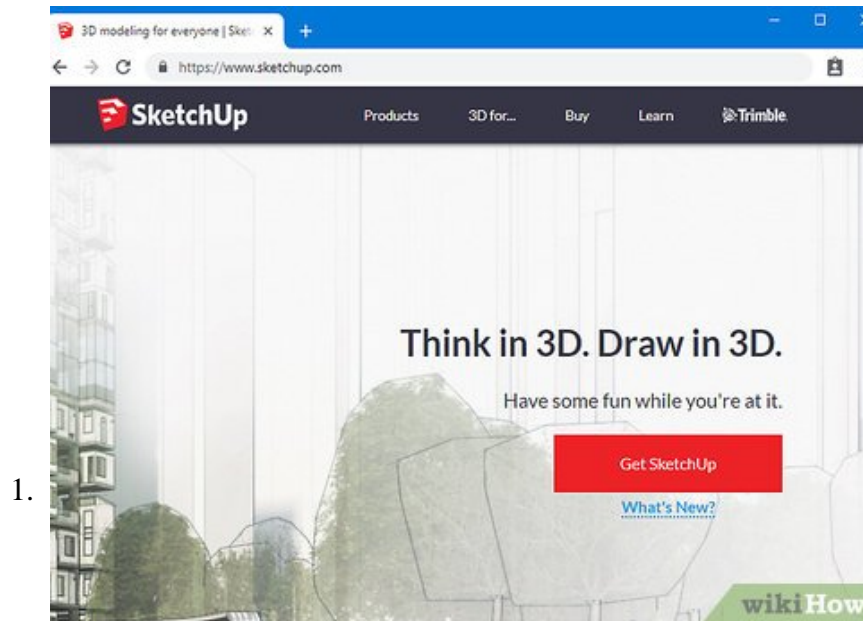 3D modeling for everyone | Sket
https://www.sketchup.com
SketchUp
Products 3D for... Buy Learn Trimble
Think in 3D. Draw in 3D.
Have some fun while you're at it.
Get SketchUp
1.
What's New?
wikiHow